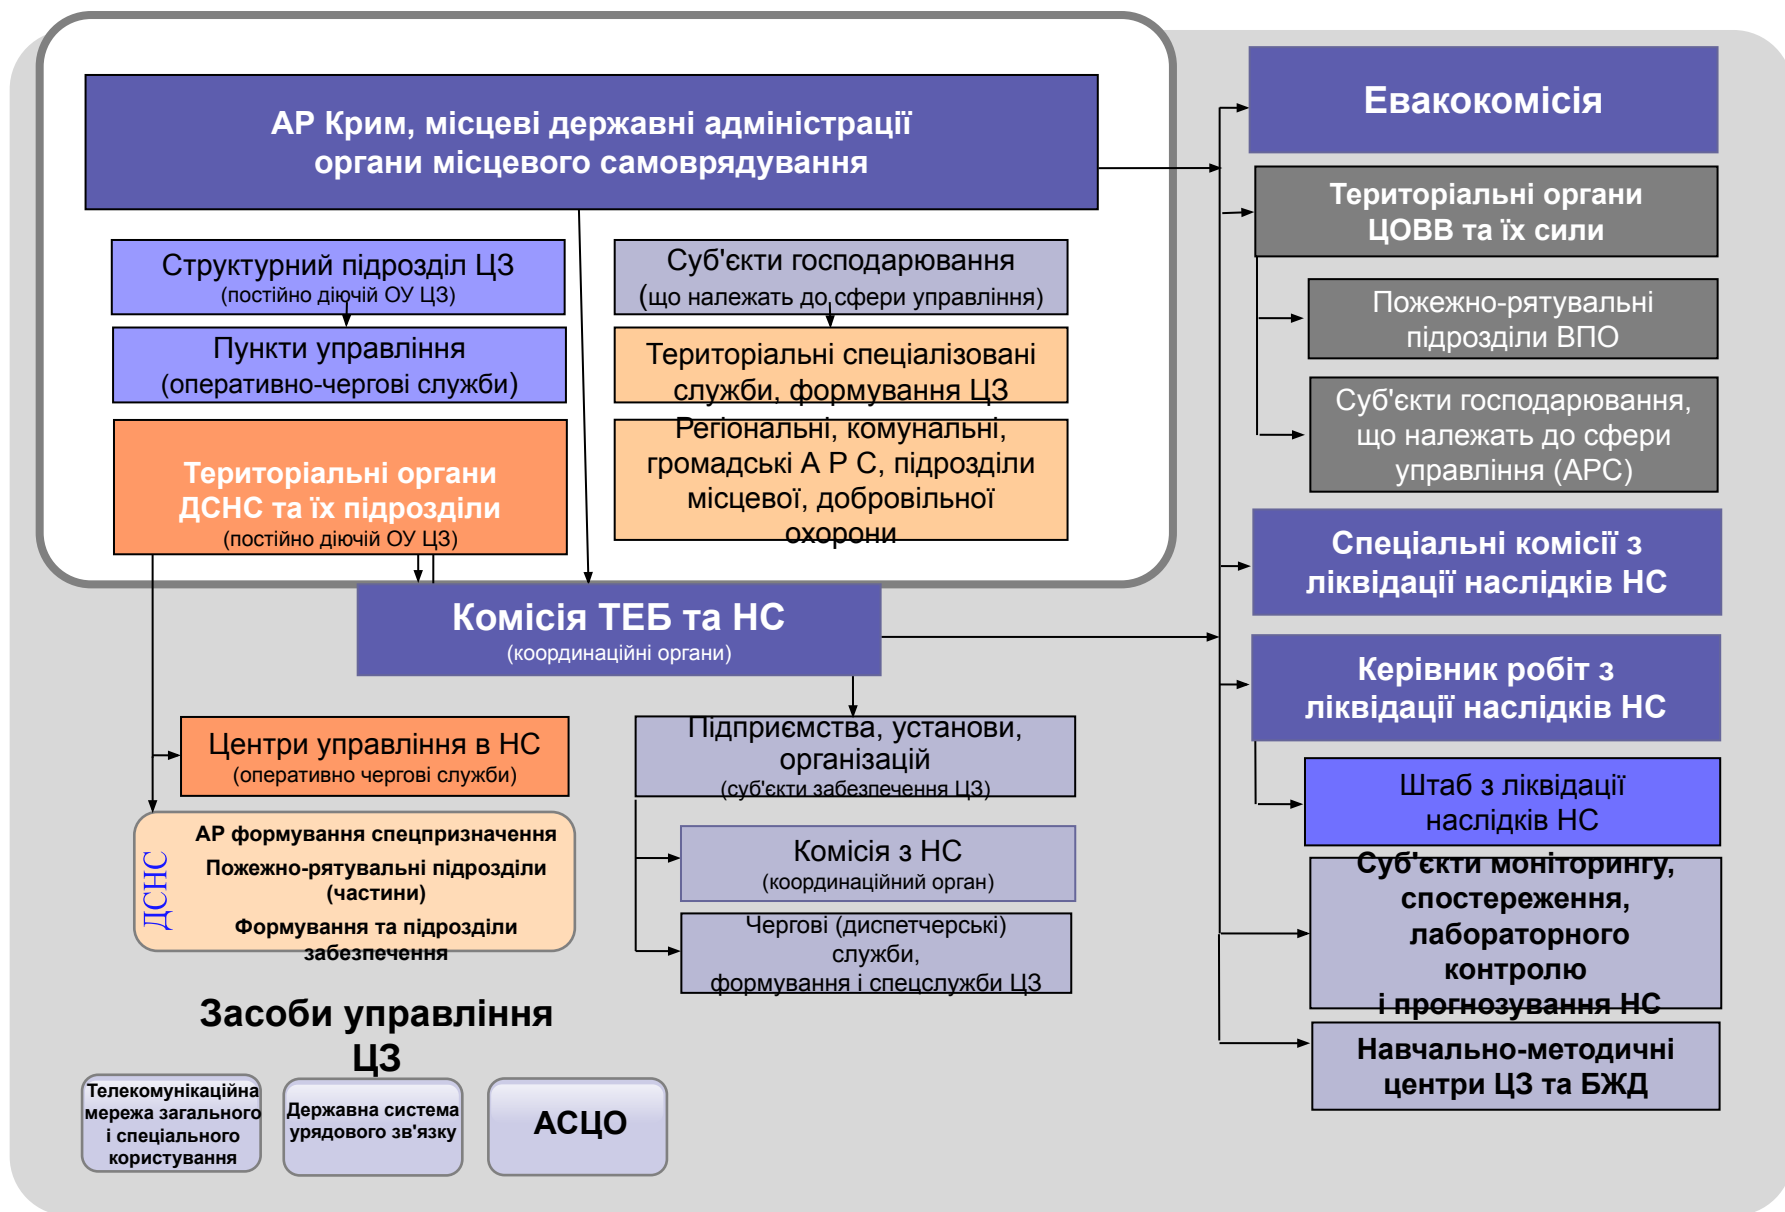 АР Крим, місцеві державні адміністрації
органи місцевого самоврядування
Структурний підрозділ ЦЗ
(постійно діючій ОУ ЦЗ)
Пункти управління
(оперативно-чергові служби)
Територіальні органи
ДСНС та їх підрозділи
(постійно діючій ОУ ЦЗ)
Суб'єкти господарювання
(що належать до сфери управління)
Територіальні спеціалізовані
служби, формування ЦЗ
Регіональні, комунальні,
громадські А Р С, підрозділи
місцевої, добровільної
охорони
Комісія ТЕБ та НС
(координаційні органи)
Центри управління в НС
(оперативно чергові служби)
ДСНС
АР формування спецпризначення
Пожежно-рятувальні підрозділи
(частини)
Формування та підрозділи
забезпечення
Підприємства, установи,
організацій
(суб'єкти забезпечення ЦЗ)
Комісія з НС
(координаційний орган)
Чергові (диспетчерські)
служби,
формування і спецслужби ЦЗ
Засоби управління
ЦЗ
Телекомунікаційна
мережа загального
і спеціального
користування
Державна система
урядового зв'язку
АСЦО
Евакокомісія
Територіальні органи
ЦОВВ та їх сили
Пожежно-рятувальні
підрозділи ВПО
Суб'єкти господарювання,
що належать до сфери
управління (АРС)
Спеціальні комісії з
ліквідації наслідків НС
Керівник робіт з
ліквідації наслідків НС
Штаб з ліквідації
наслідків НС
Суб'єкти моніторингу,
спостереження,
лабораторного
контролю
і прогнозування НС
Навчально-методичні
центри ЦЗ та БЖД